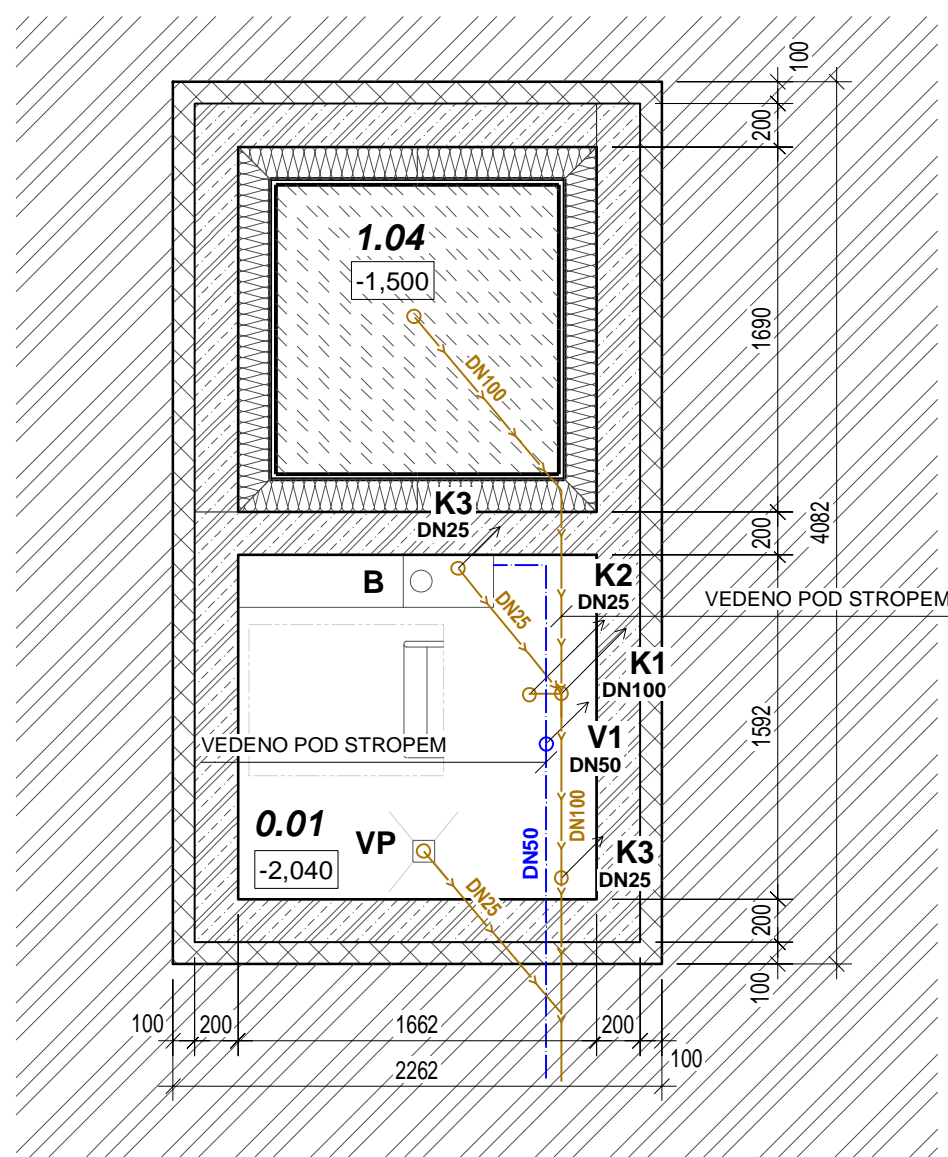 100
200
1.04
-1,500
DN100
1690
K3
DN25
200
4082
B
K2
DN25
DN25
VEDENO POD STROPEM
K1
DN100
V1
DN50
VEDENO POD STROPEM
1592
0.01
-2,040
VP
DN50
DN100
K3
DN25
DN25
200
100
100
200
1662
200
100
2262